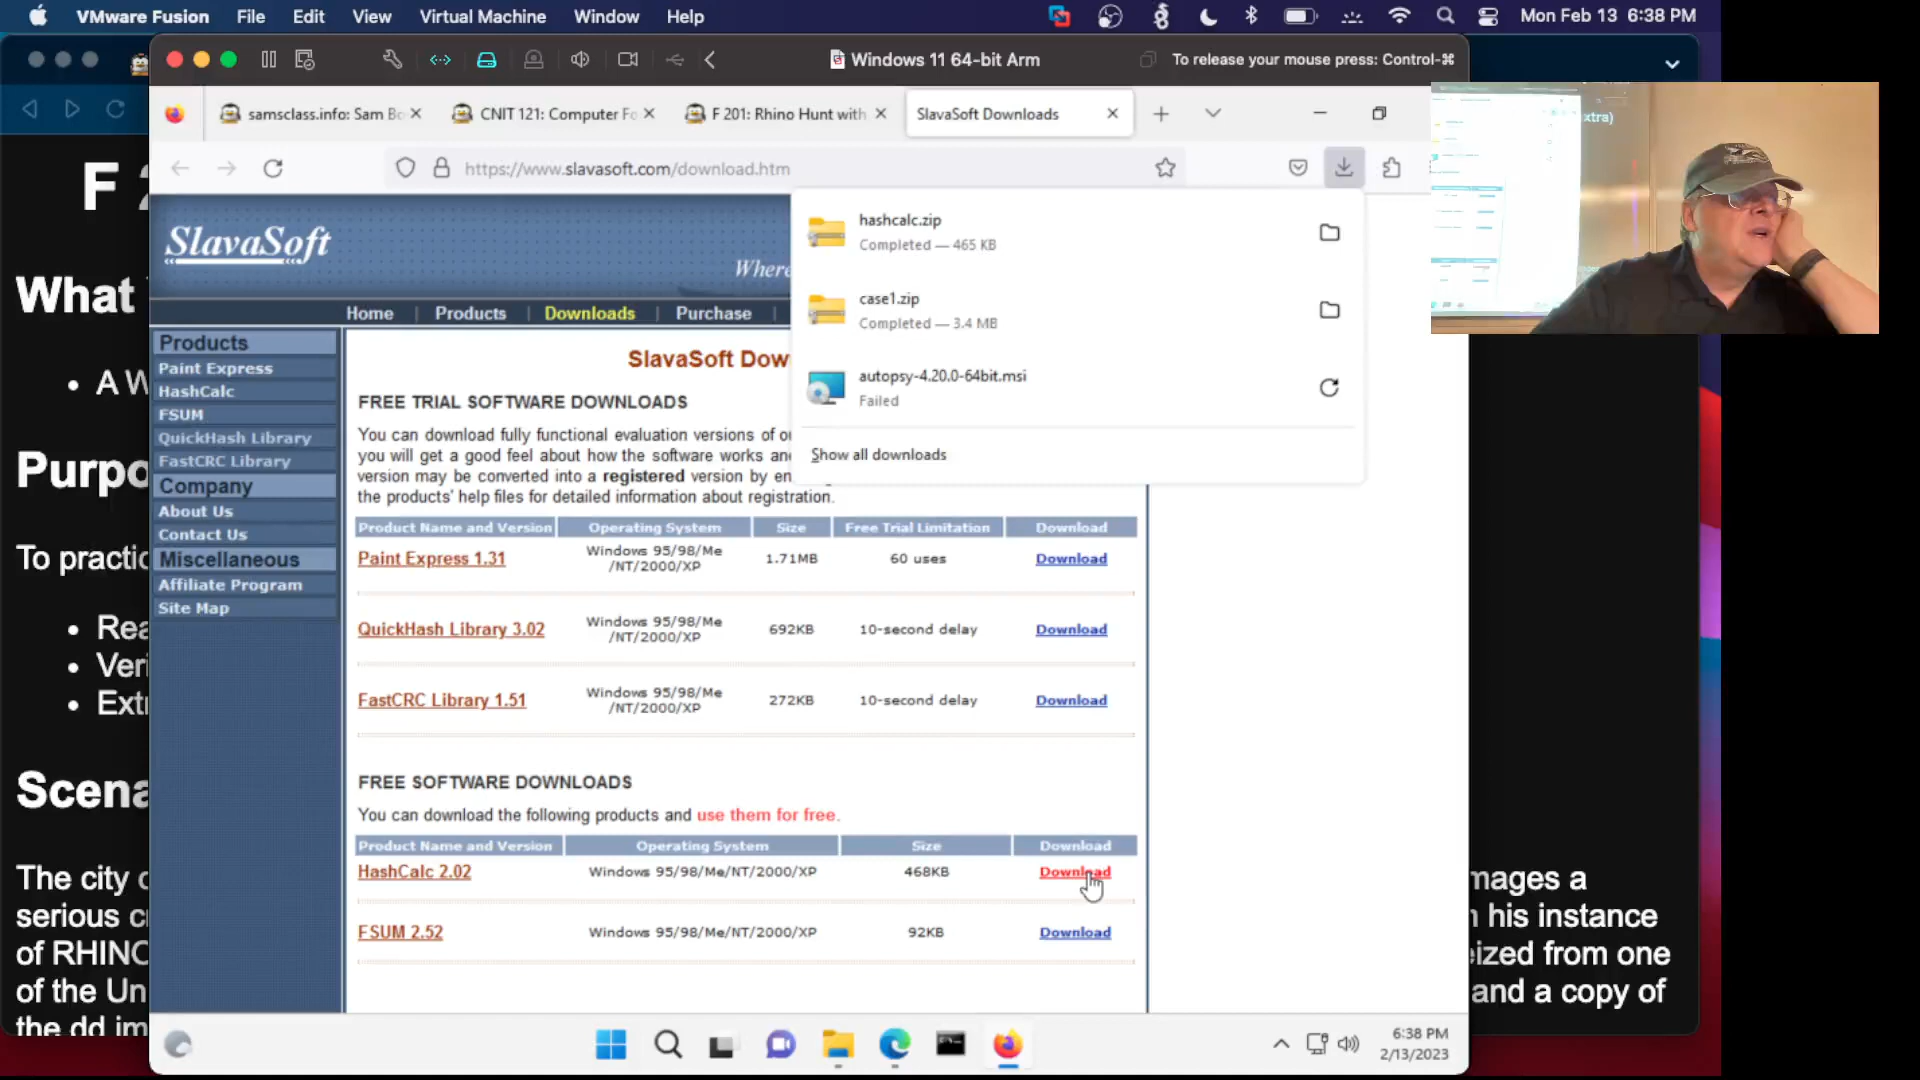 VMware Fusion File Edit View Virtual Machine Window Help Mon Feb 13 6:38 PM
Windows 11 64-bit Arm To release your mouse press: Control-⌘
samsclass.info: Sam Bo CNIT 121: Computer Fo F 201: Rhino Hunt with SlavaSoft Downloads
https://www.slavasoft.com/download.htm
xtra)
F 2
What
• A W
Purpo
To practic
• Rea
• Veri
• Extr
Scena
The city o
serious cr
of RHINO
of the Un
the dd im
mages a
n his instance
eized from one
and a copy of
SlavaSoft
Where
Home | Products | Downloads | Purchase |
hashcalc.zip
Completed — 465 KB
case1.zip
Completed — 3.4 MB
autopsy-4.20.0-64bit.msi
Failed
Show all downloads
Products
Paint Express
HashCalc
FSUM
QuickHash Library
FastCRC Library
Company
About Us
Contact Us
Miscellaneous
Affiliate Program
Site Map
SlavaSoft Dow
FREE TRIAL SOFTWARE DOWNLOADS
You can download fully functional evaluation versions of ou
you will get a good feel about how the software works and
version may be converted into a registered version by en
the products' help files for detailed information about registration.
Product Name and Version Operating System Size Free Trial Limitation Download
Paint Express 1.31 Windows 95/98/Me /NT/2000/XP 1.71MB 60 uses Download
QuickHash Library 3.02 Windows 95/98/Me /NT/2000/XP 692KB 10-second delay Download
FastCRC Library 1.51 Windows 95/98/Me /NT/2000/XP 272KB 10-second delay Download
FREE SOFTWARE DOWNLOADS
You can download the following products and use them for free.
Product Name and Version Operating System Size Download
HashCalc 2.02 Windows 95/98/Me/NT/2000/XP 468KB Download
FSUM 2.52 Windows 95/98/Me/NT/2000/XP 92KB Download
6:38 PM
2/13/2023